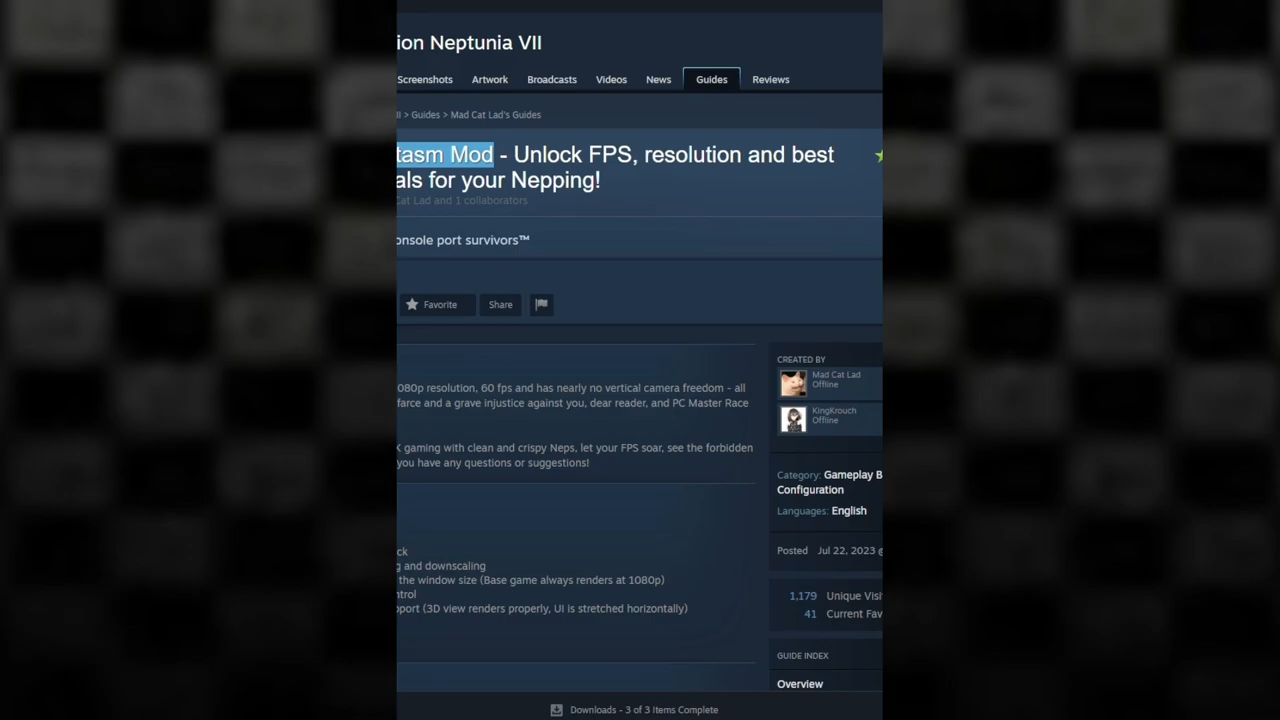 ion Neptunia VII
Screenshots Artwork Broadcasts Videos News Guides Reviews
II > Guides > Mad Cat Lad's Guides
tasm Mod - Unlock FPS, resolution and best
als for your Nepping!
Cat Lad and 1 collaborators
onsole port survivors™
Favorite Share
CREATED BY
Mad Cat Lad
Offline
080p resolution, 60 fps and has nearly no vertical camera freedom - all
farce and a grave injustice against you, dear reader, and PC Master Race
KingKrouch
Offline
K gaming with clean and crispy Neps, let your FPS soar, see the forbidden
you have any questions or suggestions!
Category: Gameplay B
Configuration
Languages: English
ck
g and downscaling
the window size (Base game always renders at 1080p)
ntrol
pport (3D view renders properly, UI is stretched horizontally)
Posted Jul 22, 2023 @
1,179 Unique Visi
41 Current Fav
GUIDE INDEX
Overview
Downloads - 3 of 3 Items Complete